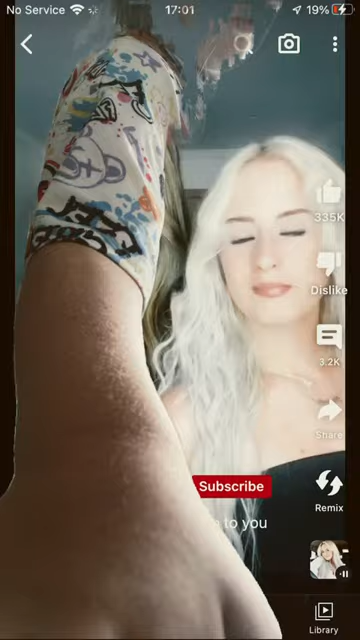 No Service 17:01 19%
335K
Dislike
3.2K
Share
Remix
Subscribe
to you
Library